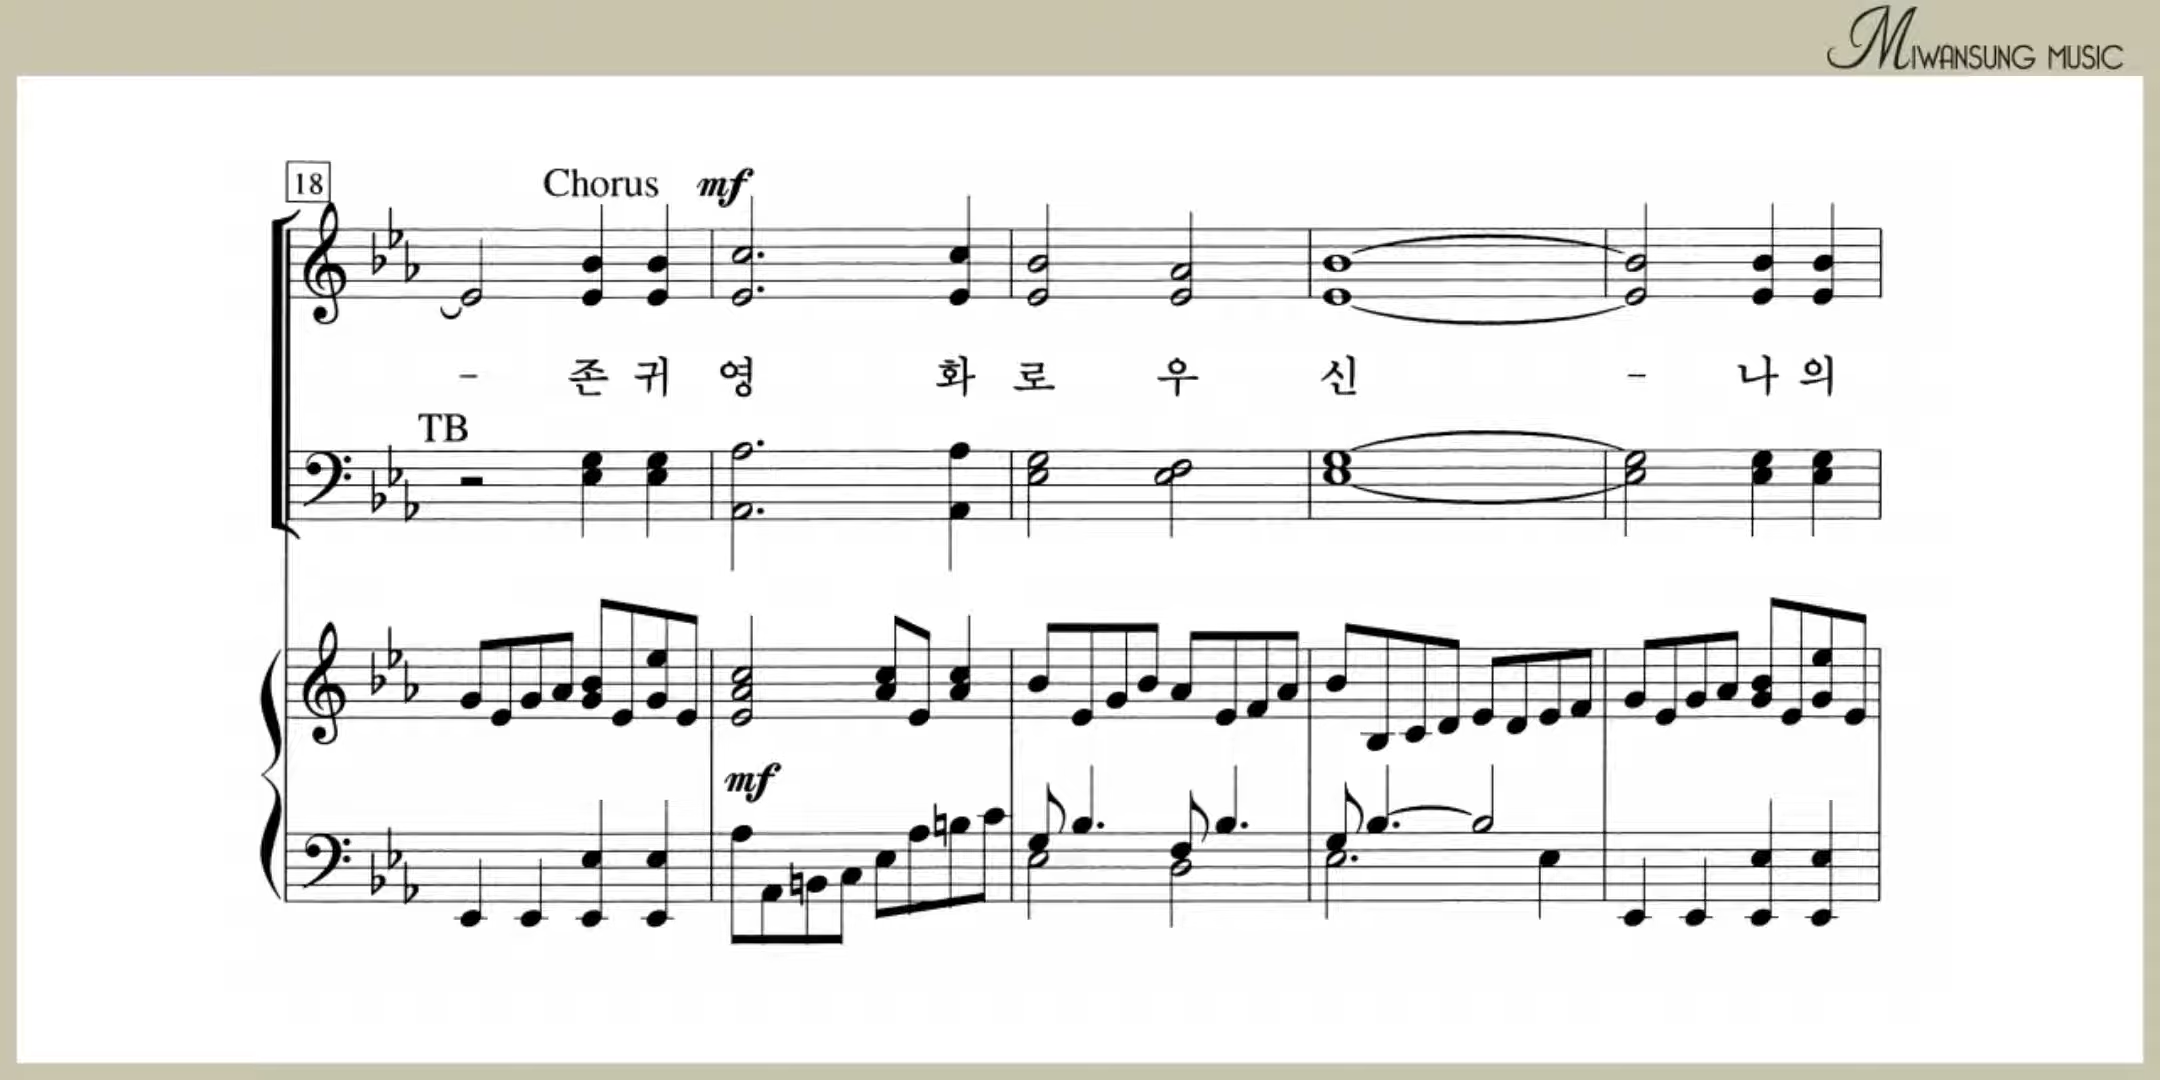 MIWANSUNG MUSIC
18
Chorus mf
- 존 귀 영 화 로 우 신 - 나 의
TB
mf